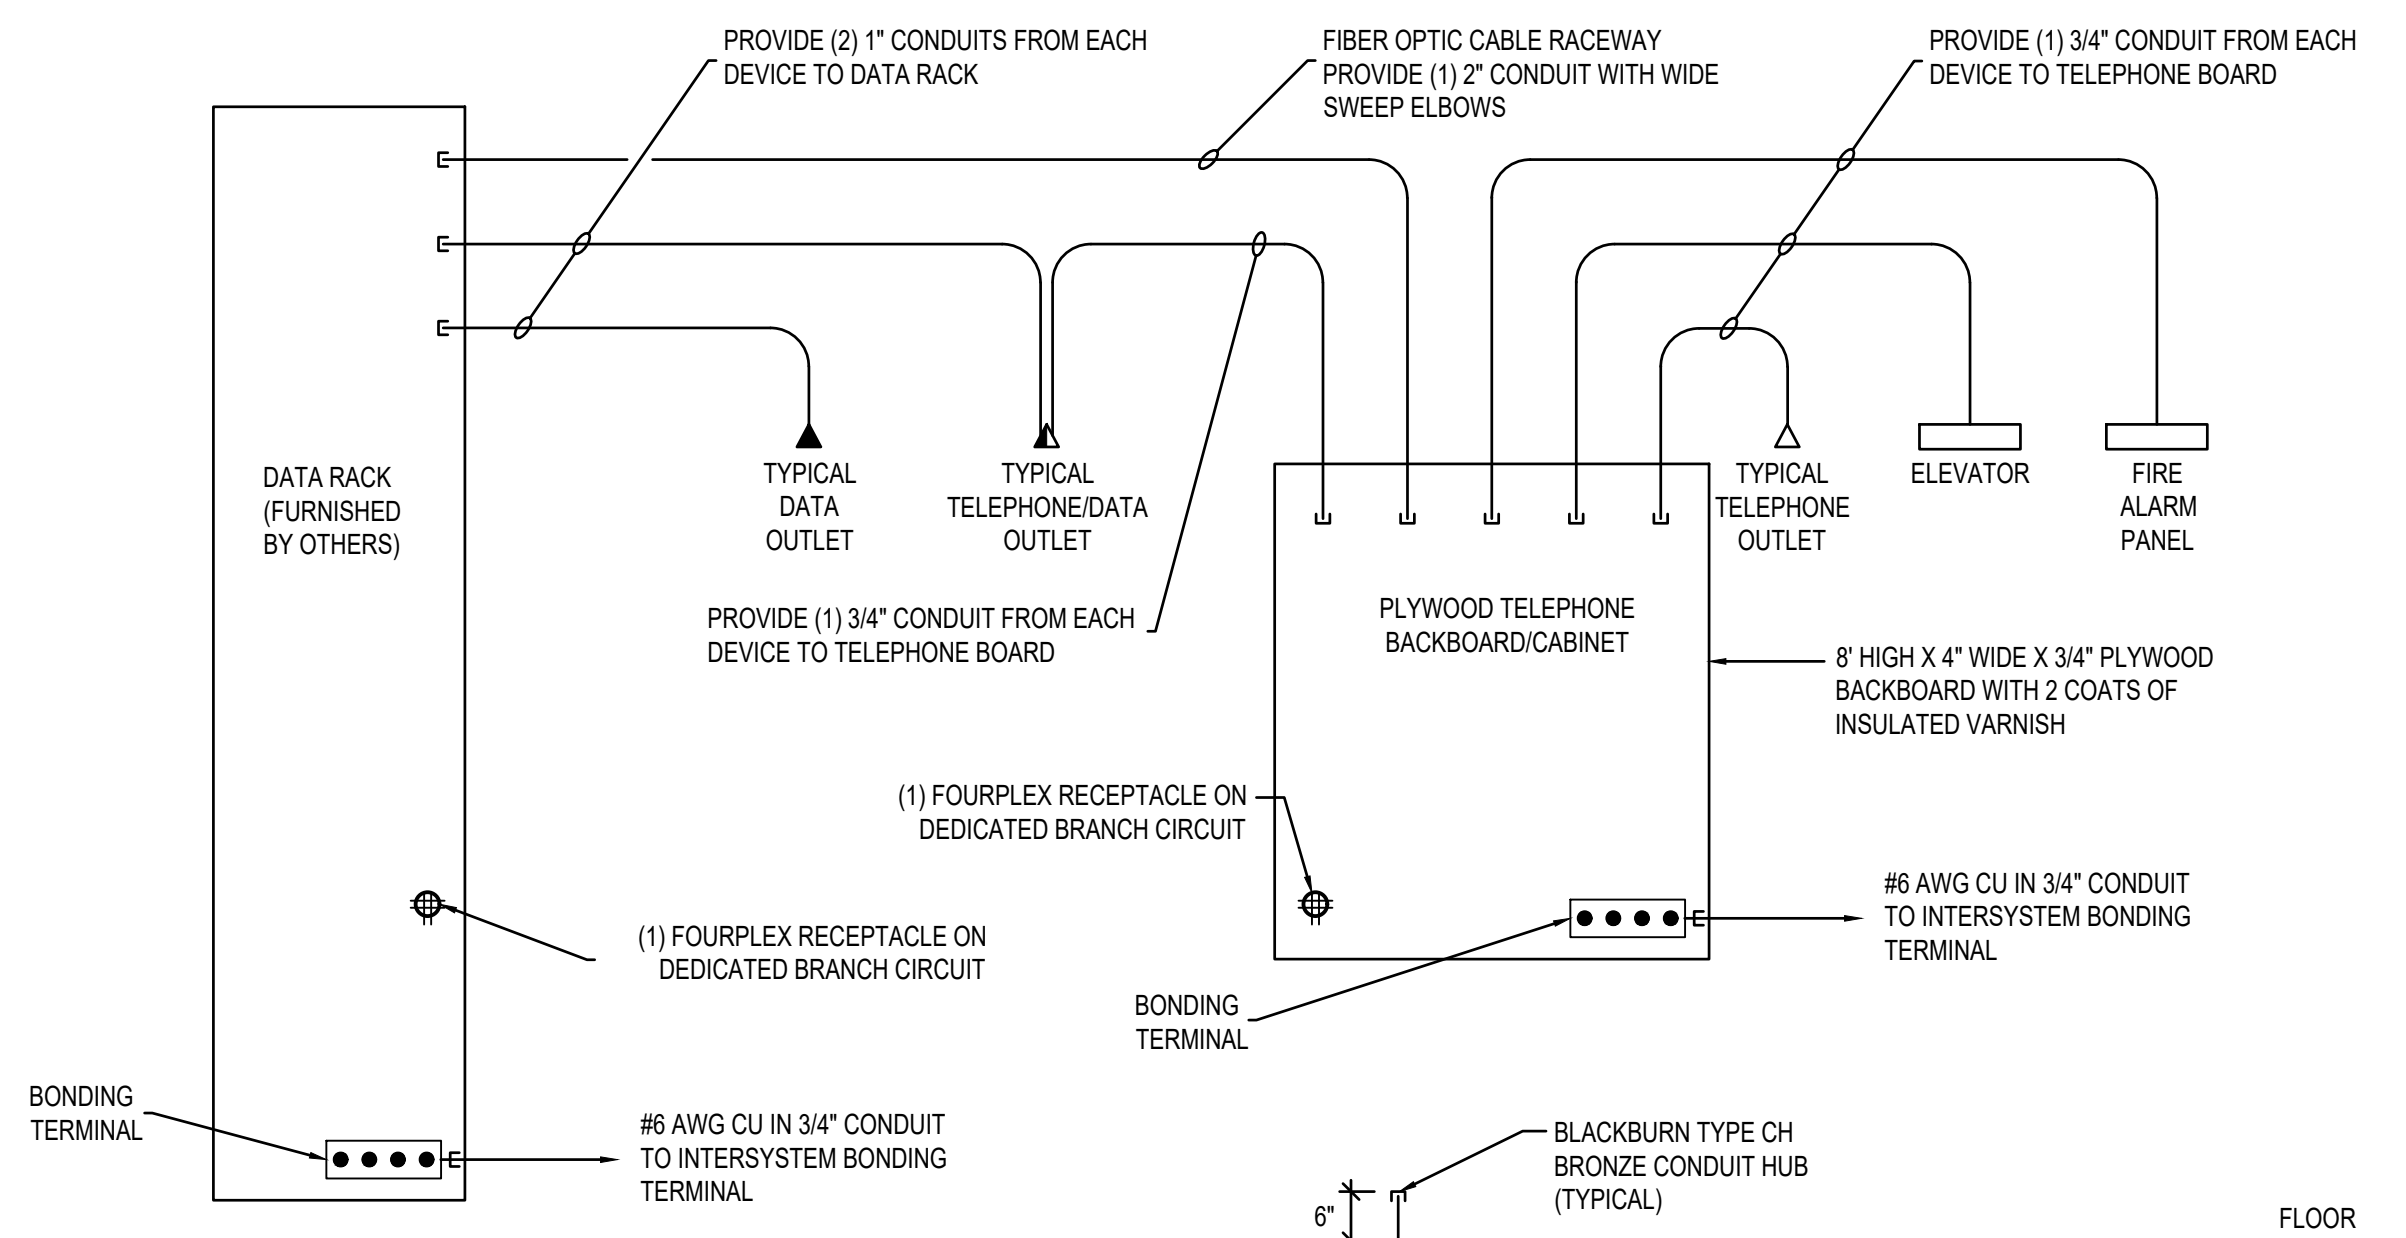 PROVIDE (2) 1" CONDUITS FROM EACH
DEVICE TO DATA RACK
FIBER OPTIC CABLE RACEWAY
PROVIDE (1) 2" CONDUIT WITH WIDE
SWEEP ELBOWS
PROVIDE (1) 3/4" CONDUIT FROM EACH
DEVICE TO TELEPHONE BOARD
DATA RACK
(FURNISHED
BY OTHERS)
TYPICAL
DATA
OUTLET
TYPICAL
TELEPHONE/DATA
OUTLET
TYPICAL
TELEPHONE
OUTLET
ELEVATOR
FIRE
ALARM
PANEL
PROVIDE (1) 3/4" CONDUIT FROM EACH
DEVICE TO TELEPHONE BOARD
PLYWOOD TELEPHONE
BACKBOARD/CABINET
8' HIGH X 4" WIDE X 3/4" PLYWOOD
BACKBOARD WITH 2 COATS OF
INSULATED VARNISH
(1) FOURPLEX RECEPTACLE ON
DEDICATED BRANCH CIRCUIT
#6 AWG CU IN 3/4" CONDUIT
TO INTERSYSTEM BONDING
TERMINAL
(1) FOURPLEX RECEPTACLE ON
DEDICATED BRANCH CIRCUIT
BONDING
TERMINAL
BONDING
TERMINAL
#6 AWG CU IN 3/4" CONDUIT
TO INTERSYSTEM BONDING
TERMINAL
BLACKBURN TYPE CH
BRONZE CONDUIT HUB
(TYPICAL)
6"
FLOOR